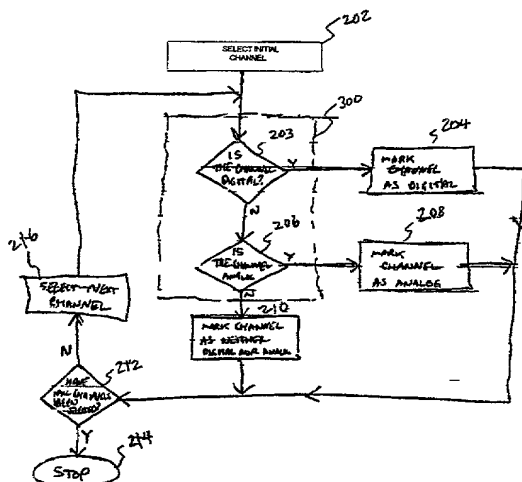 202
SELECT INITIAL
CHANNEL
300
203
IS
THE CHANNEL
DIGITAL?
Y
204
MARK
CHANNEL
AS DIGITAL
N
206
IS
THE CHANNEL
ANALOG
Y
208
MARK
CHANNEL
AS ANALOG
N
210
MARK CHANNEL
AS NEITHER
DIGITAL NOR ANALOG
216
SELECT NEXT
CHANNEL
N
212
HAVE
ALL CHANNELS
BEEN
TESTED?
Y
214
STOP